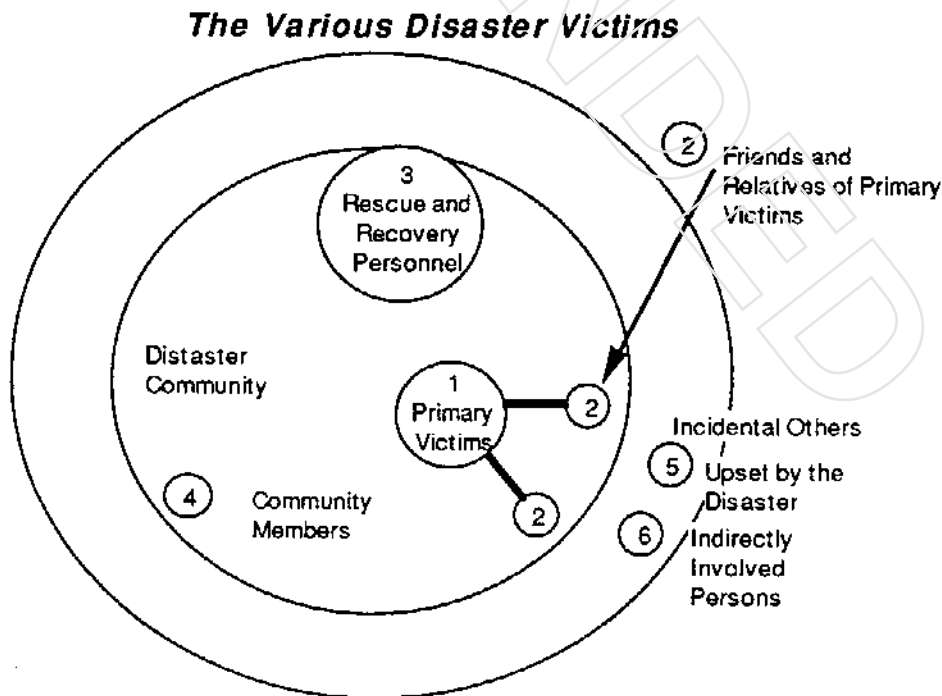 The Various Disaster Victims
2
Friends and
Relatives of Primary
Victims
3
Rescue and
Recovery
Personnel
Distaster
Community
1
Primary
Victims
2
2
4
Community
Members
Incidental Others
5
Upset by the
Disaster
6
Indirectly
Involved
Persons